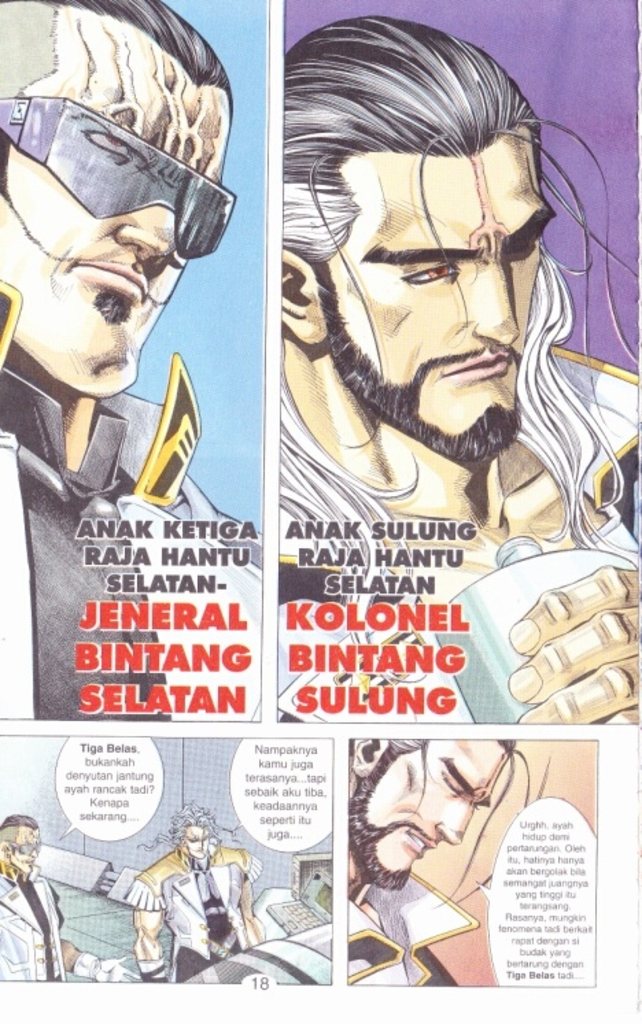 ANAK KETIGA
RAJA HANTU
SELATAN-
JENERAL
BINTANG
SELATAN
ANAK SULUNG
RAJA HANTU
SELATAN
KOLONEL
BINTANG
SULUNG
Tiga Belas,
bukankah
denyutan jantung
ayah rancak tadi?
Kenapa
sekarang....
Nampaknya
kamu juga
terasanya...tapi
sebaik aku tiba,
keadaannya
seperti itu
juga....
Urghh, ayah
hidup demi
pertarungan. Oleh
itu, hatinya hanya
akan bergolak bila
semangat juangnya
yang tinggi itu
terangsang.
Rasanya, mungkin
fenomena tadi berkait
rapat dengan si
budak yang
bertarung dengan
Tiga Belas tadi....
18